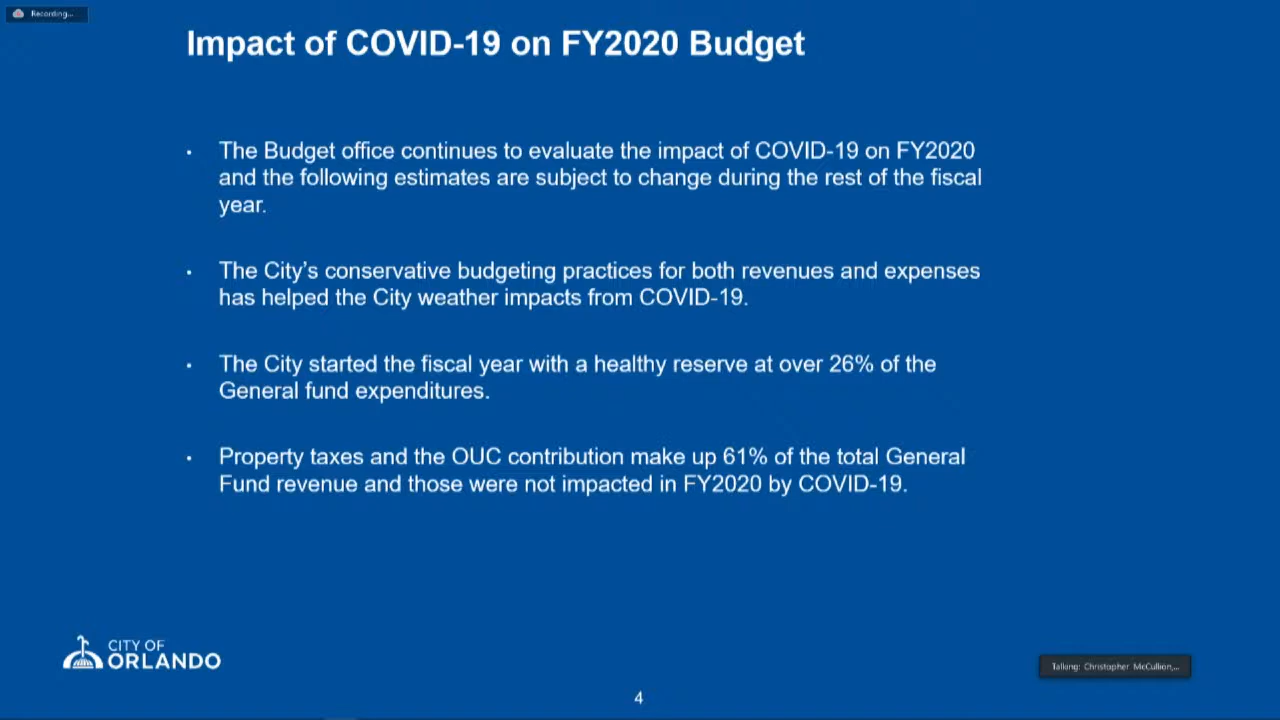 Recording...
Impact of COVID-19 on FY2020 Budget
• The Budget office continues to evaluate the impact of COVID-19 on FY2020
and the following estimates are subject to change during the rest of the fiscal
year.
• The City’s conservative budgeting practices for both revenues and expenses
has helped the City weather impacts from COVID-19.
• The City started the fiscal year with a healthy reserve at over 26% of the
General fund expenditures.
• Property taxes and the OUC contribution make up 61% of the total General
Fund revenue and those were not impacted in FY2020 by COVID-19.
CITY OF
ORLANDO
Talking: Christopher McCullion,...
4